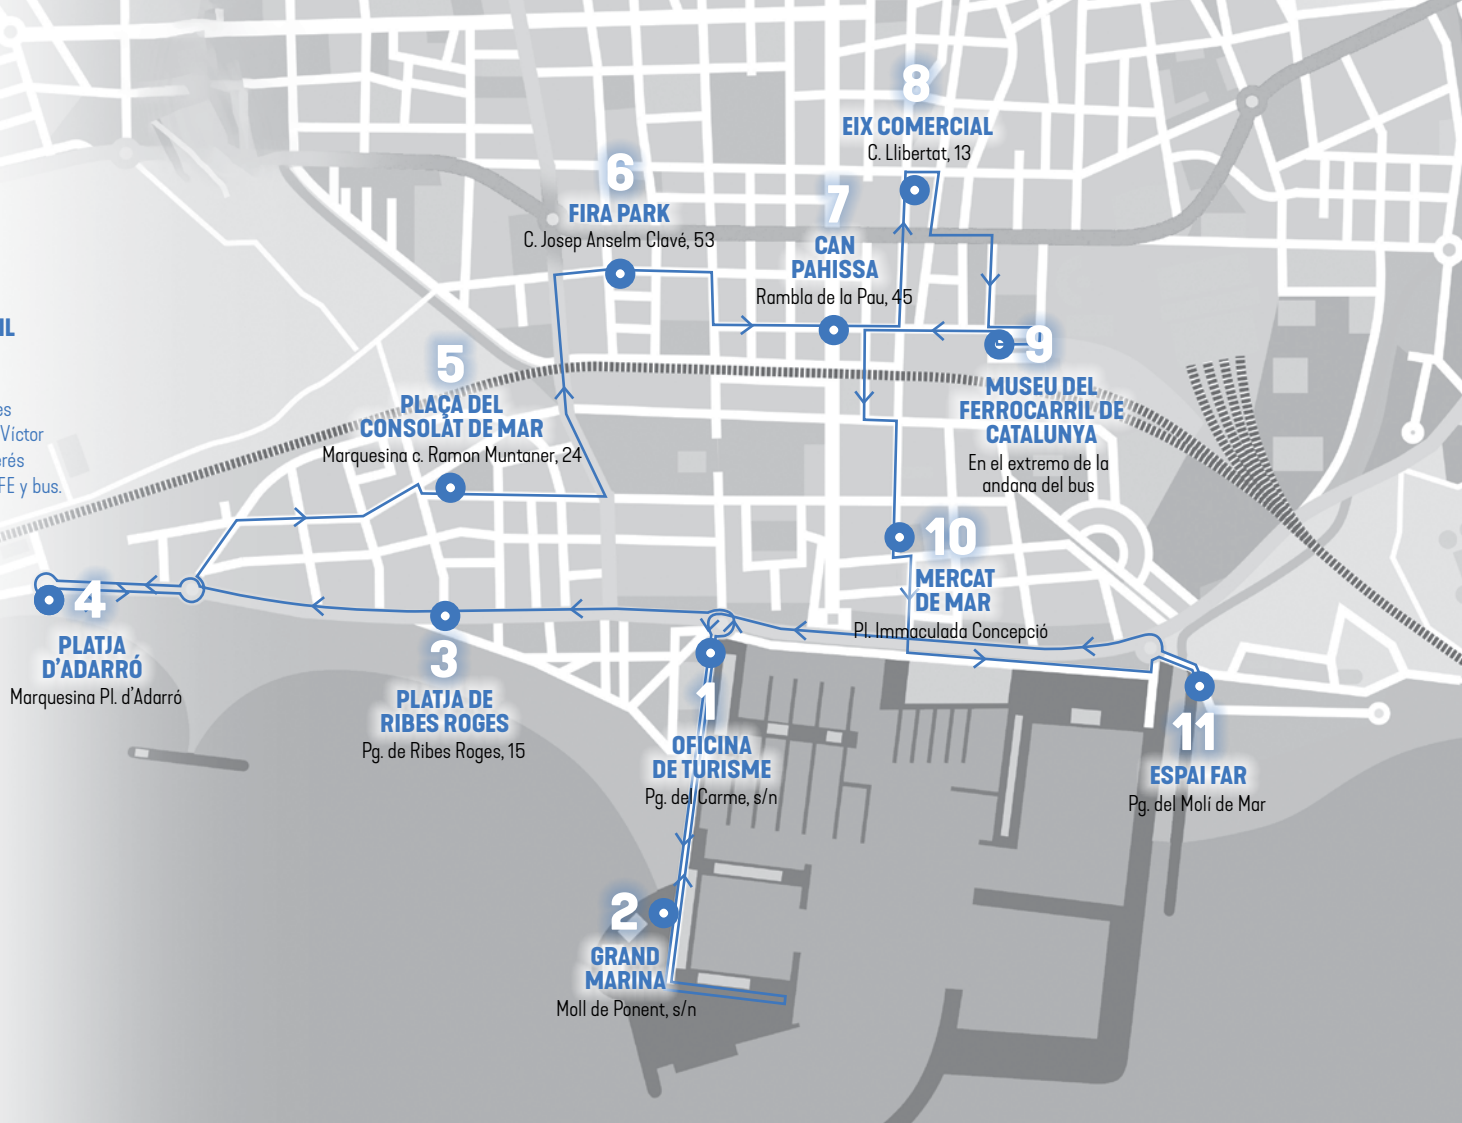 8
EIX COMERCIAL
C. Llibertat, 13
6
FIRA PARK
C. Josep Anselm Clavé, 53
7
CAN
PAHISSA
Rambla de la Pau, 45
IL
es
Víctor
erés
FE y bus.
5
PLAÇA DEL
CONSOLAT DE MAR
Marquesina c. Ramon Muntaner, 24
9
MUSEU DEL
FERROCARRIL DE
CATALUNYA
En el extremo de la
andana del bus
10
MERCAT
DE MAR
Pl. Immaculada Concepció
4
PLATJA
D'ADARRÓ
Marquesina Pl. d'Adarró
3
PLATJA DE
RIBES ROGES
Pg. de Ribes Roges, 15
1
OFICINA
DE TURISME
Pg. del Carme, s/n
11
ESPAI FAR
Pg. del Molí de Mar
2
GRAND
MARINA
Moll de Ponent, s/n